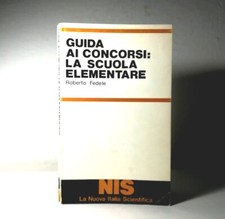 GUIDA
AI CONCORSI:
LA SCUOLA
ELEMENTARE
Roberto Fedele
NIS
La Nuova Italia Scientifica